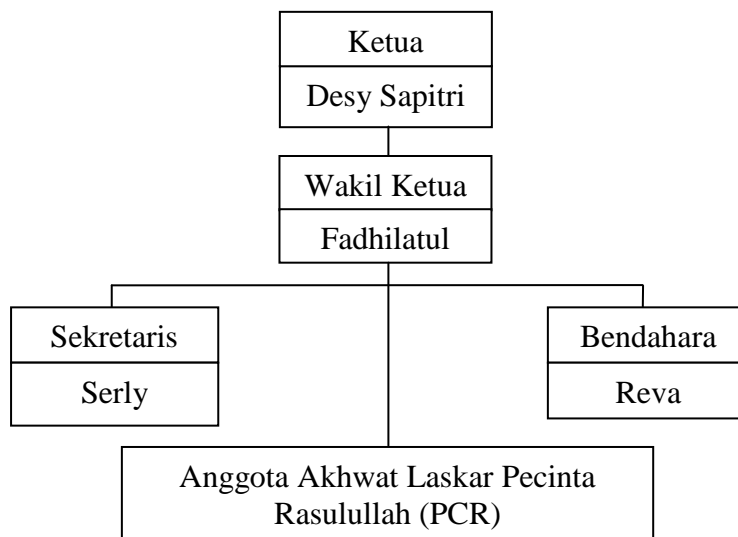 Ketua
Desy Sapitri
Wakil Ketua
Fadhilatul
Sekretaris
Serly
Bendahara
Reva
Anggota Akhwat Laskar Pecinta
Rasulullah (PCR)